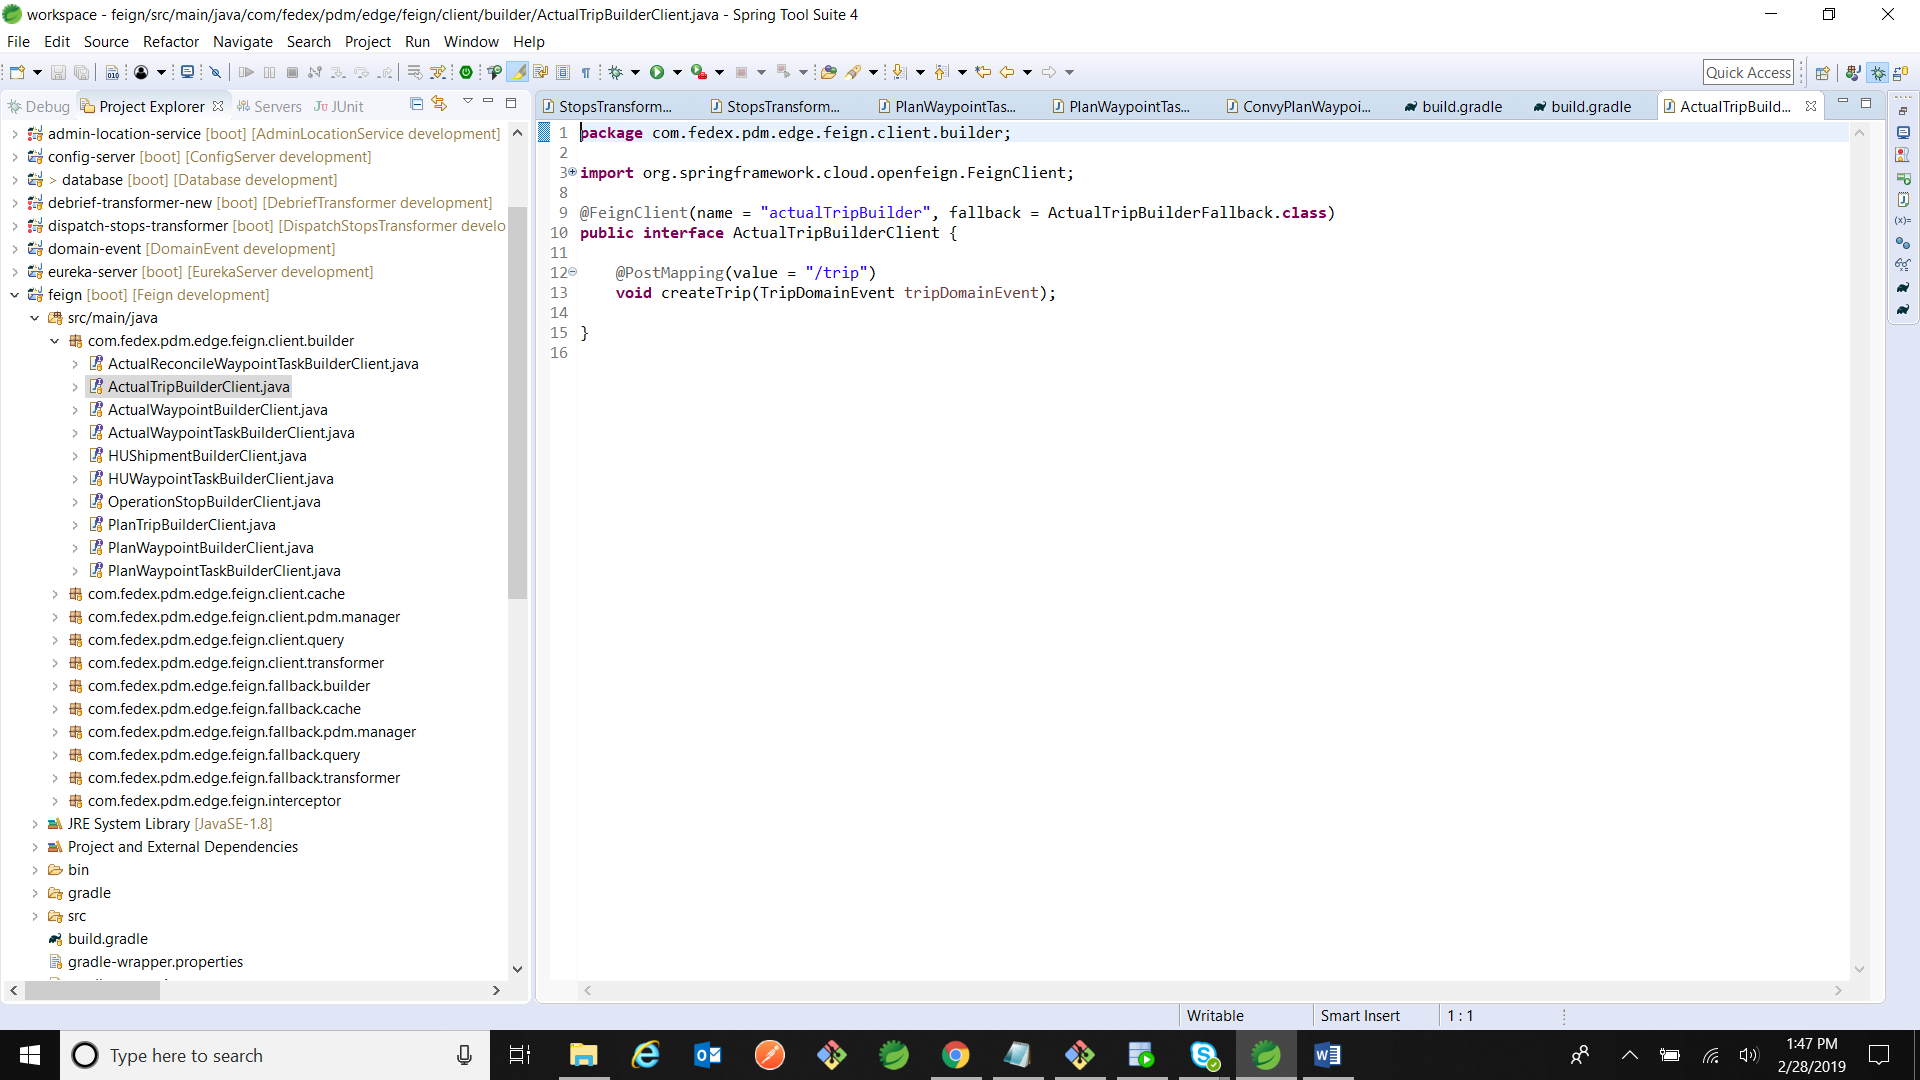 workspace - feign/src/main/java/com/fedex/pdm/edge/feign/client/builder/ActualTripBuilderClient.java - Spring Tool Suite 4
File Edit Source Refactor Navigate Search Project Run Window Help
Quick Access
Debug Project Explorer Servers JUnit
StopsTransform... StopsTransform... PlanWaypointTas... PlanWaypointTas... ConvyPlanWaypoi... build.gradle build.gradle ActualTripBuild...
admin-location-service [boot] [AdminLocationService development]
config-server [boot] [ConfigServer development]
> database [boot] [Database development]
debrief-transformer-new [boot] [DebriefTransformer development]
dispatch-stops-transformer [boot] [DispatchStopsTransformer develo
domain-event [DomainEvent development]
eureka-server [boot] [EurekaServer development]
feign [boot] [Feign development]
src/main/java
com.fedex.pdm.edge.feign.client.builder
ActualReconcileWaypointTaskBuilderClient.java
ActualTripBuilderClient.java
ActualWaypointBuilderClient.java
ActualWaypointTaskBuilderClient.java
HUShipmentBuilderClient.java
HUWaypointTaskBuilderClient.java
OperationStopBuilderClient.java
PlanTripBuilderClient.java
PlanWaypointBuilderClient.java
PlanWaypointTaskBuilderClient.java
com.fedex.pdm.edge.feign.client.cache
com.fedex.pdm.edge.feign.client.pdm.manager
com.fedex.pdm.edge.feign.client.query
com.fedex.pdm.edge.feign.client.transformer
com.fedex.pdm.edge.feign.fallback.builder
com.fedex.pdm.edge.feign.fallback.cache
com.fedex.pdm.edge.feign.fallback.pdm.manager
com.fedex.pdm.edge.feign.fallback.query
com.fedex.pdm.edge.feign.fallback.transformer
com.fedex.pdm.edge.feign.interceptor
JRE System Library [JavaSE-1.8]
Project and External Dependencies
bin
gradle
src
build.gradle
gradle-wrapper.properties
1 package com.fedex.pdm.edge.feign.client.builder;
2
3 import org.springframework.cloud.openfeign.FeignClient;
8
9 @FeignClient(name = "actualTripBuilder", fallback = ActualTripBuilderFallback.class)
10 public interface ActualTripBuilderClient {
11
12 @PostMapping(value = "/trip")
13 void createTrip(TripDomainEvent tripDomainEvent);
14
15 }
16
Writable Smart Insert 1 : 1
Type here to search
1:47 PM
2/28/2019